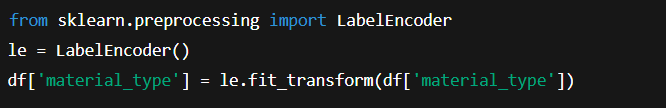 from sklearn.preprocessing import LabelEncoder
le = LabelEncoder()
df['material_type'] = le.fit_transform(df['material_type'])